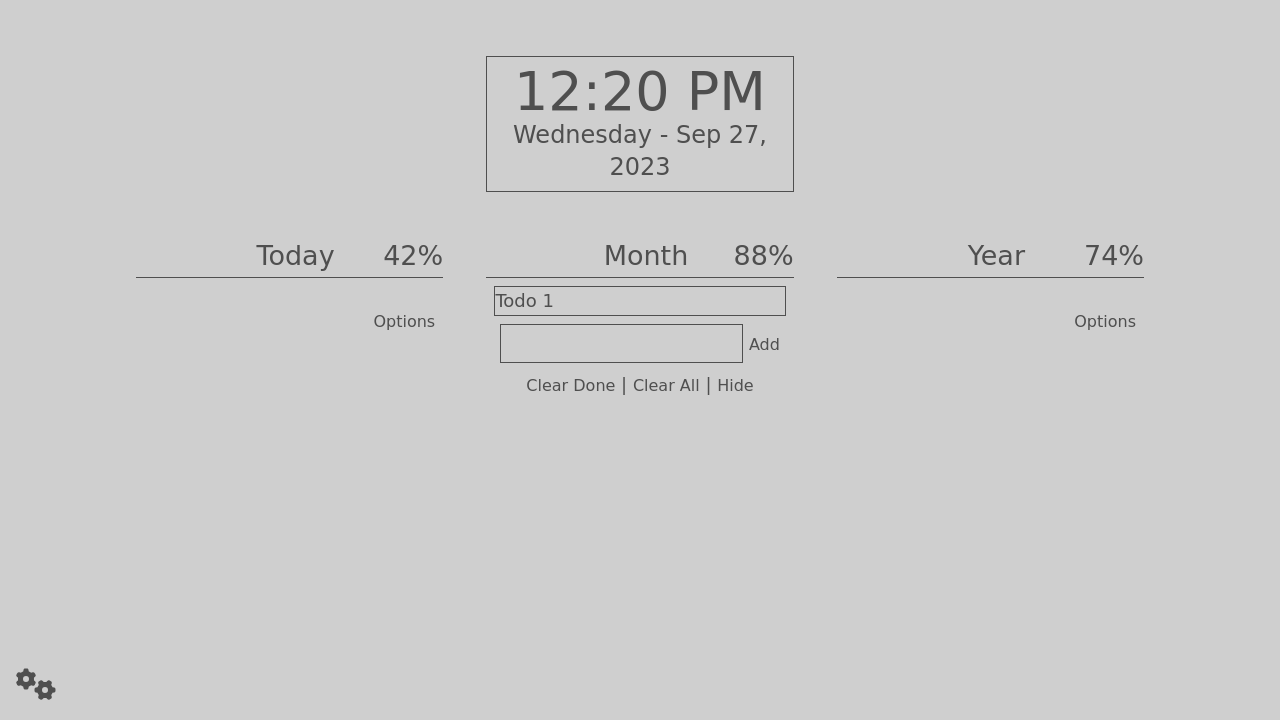 12:20 PM
Wednesday - Sep 27,
2023
Today 42%
Month 88%
Year 74%
Options
Todo 1
Add
Clear Done | Clear All | Hide
Options